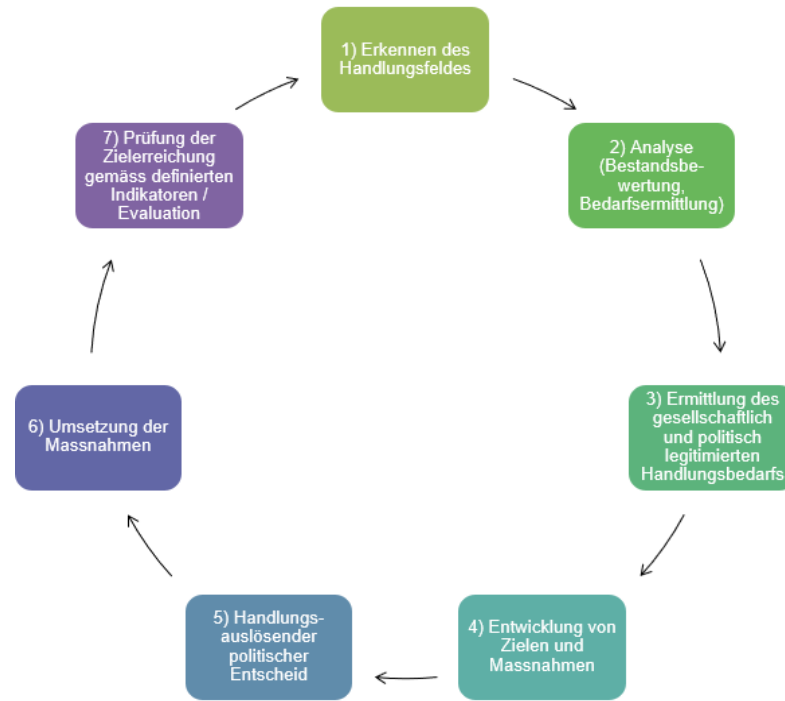 1) Erkennen des
Handlungsfeldes
2) Analyse
(Bestandsbe-
wertung,
Bedarfsermittlung)
3) Ermittlung des
gesellschaftlich
und politisch
legitimierten
Handlungsbedarfs
4) Entwicklung von
Zielen und
Massnahmen
5) Handlungs-
auslösender
politischer
Entscheid
6) Umsetzung der
Massnahmen
7) Prüfung der
Zielerreichung
gemäss definierten
Indikatoren /
Evaluation